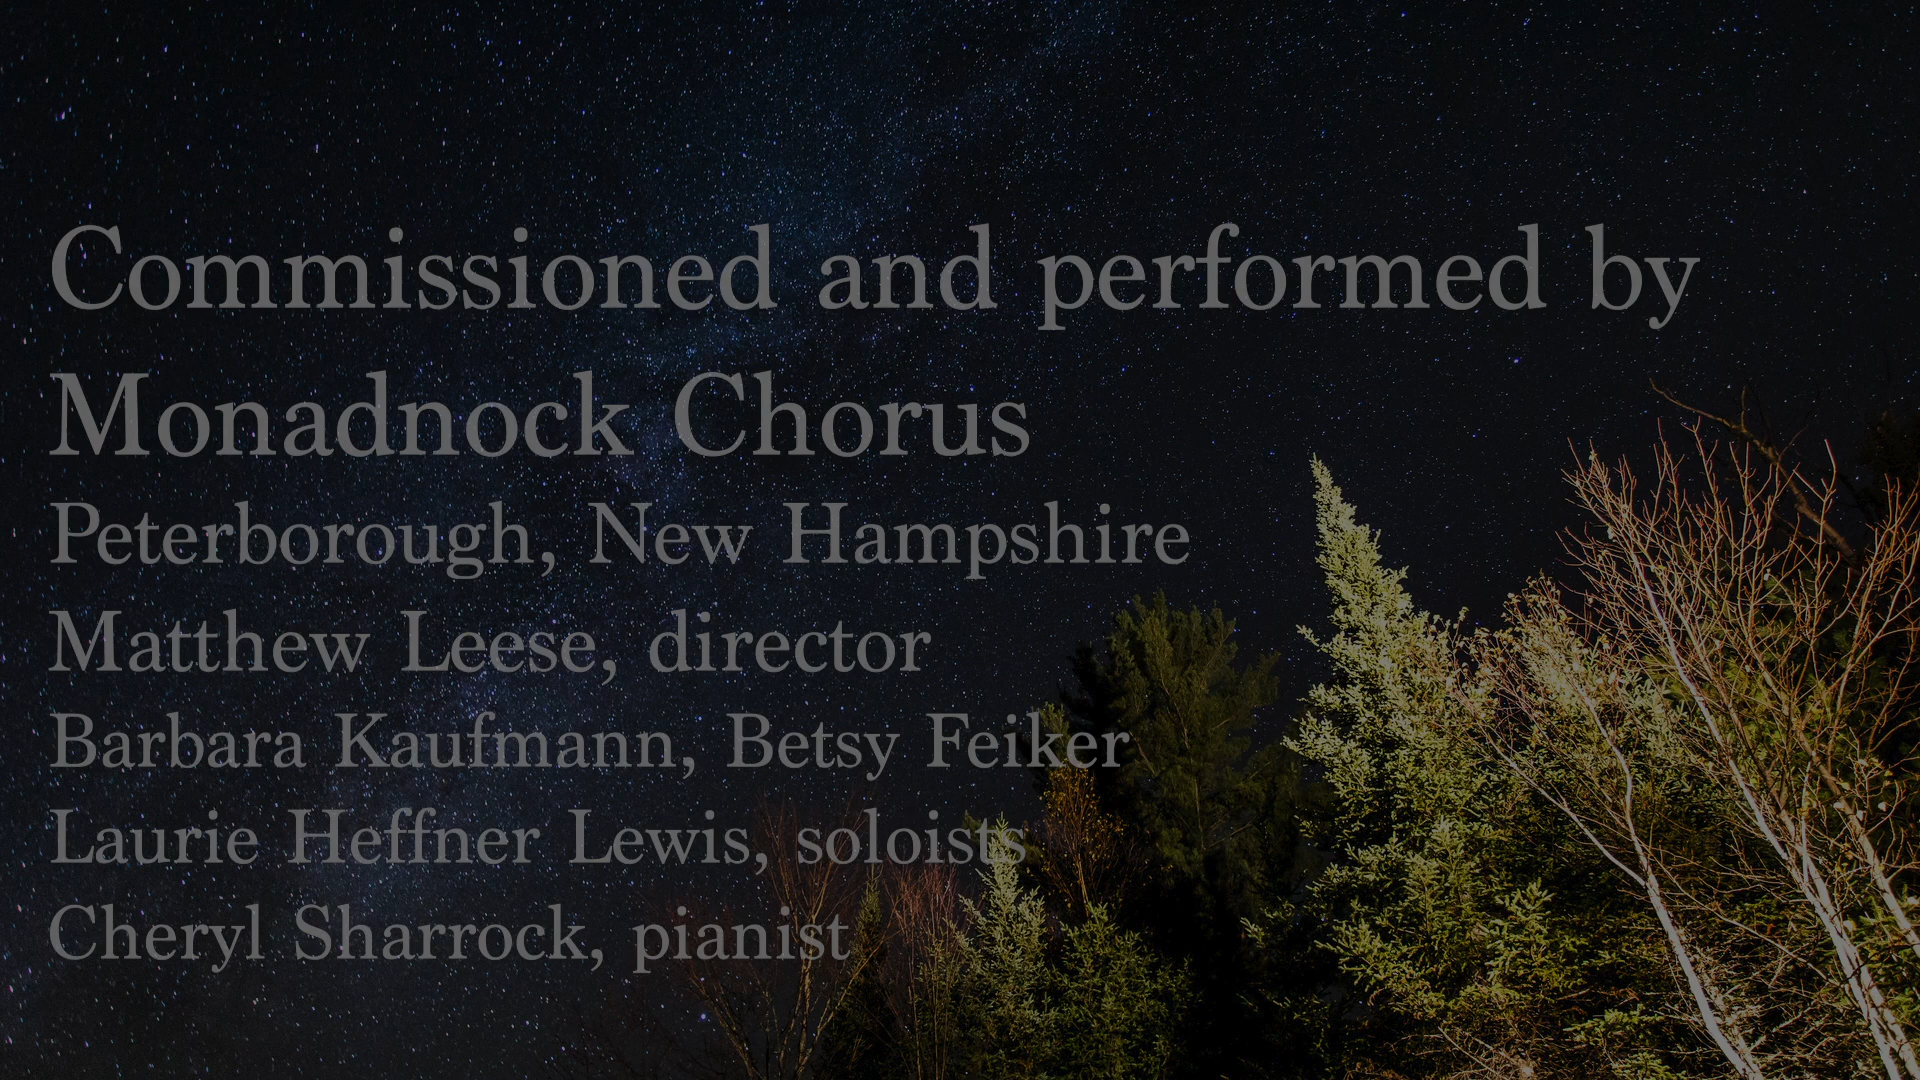 Commissioned and performed by
Monadnock Chorus
Peterborough, New Hampshire
Matthew Leese, director
Barbara Kaufmann, Betsy Feiker
Laurie Heffner Lewis, soloists
Cheryl Sharrock, pianist